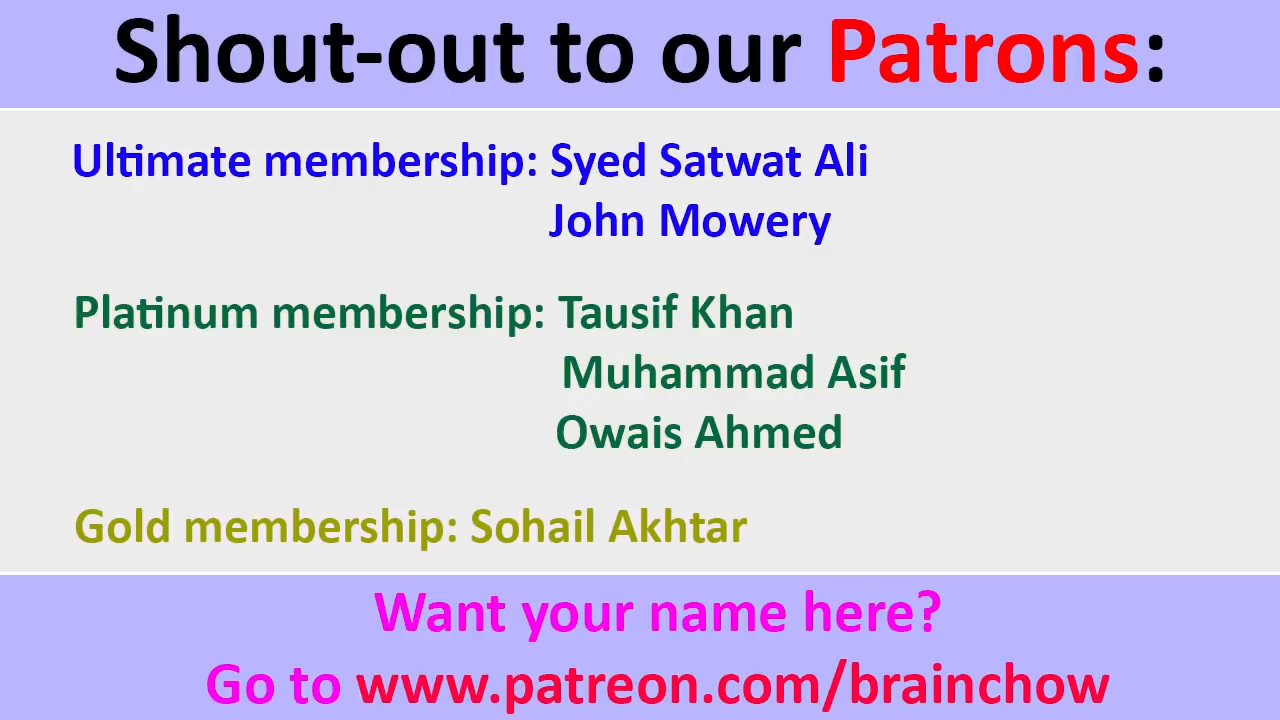 Shout-out to our Patrons:
Ultimate membership: Syed Satwat Ali
John Mowery
Platinum membership: Tausif Khan
Muhammad Asif
Owais Ahmed
Gold membership: Sohail Akhtar
Want your name here?
Go to www.patreon.com/brainchow